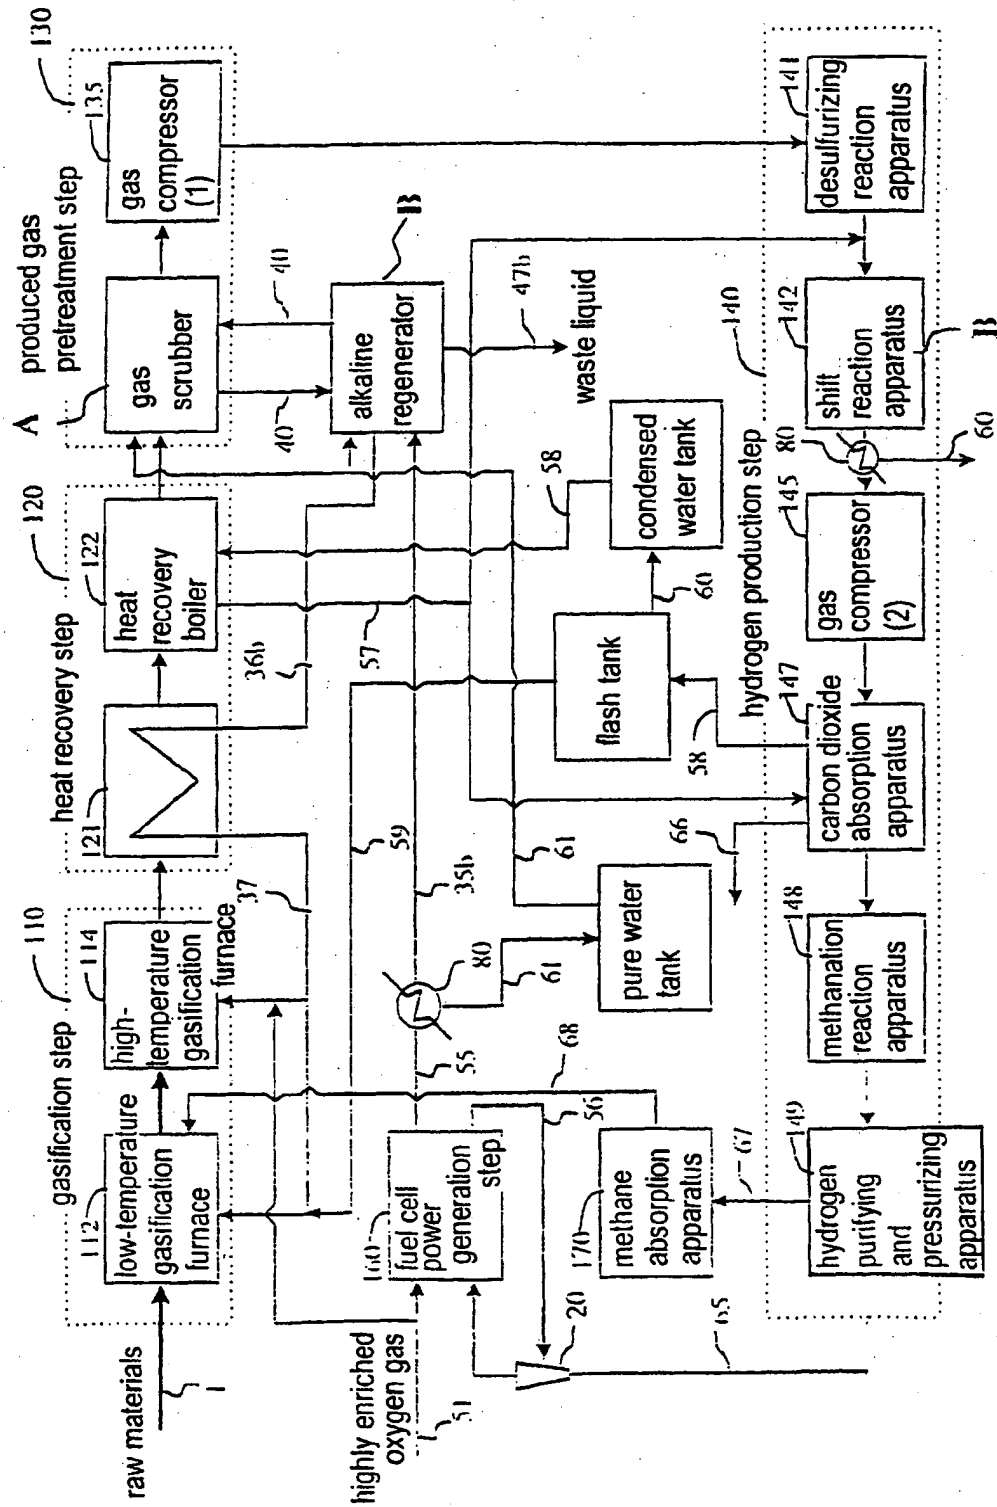 raw materials
1
gasification step
110
112
low-temperature
gasification
furnace
114
high-
temperature
gasification
furnace
heat recovery step
120
121
122
heat
recovery
boiler
produced gas
pretreatment step
130
A
gas
scrubber
135
gas
compressor
(1)
37
36b
57
40
40
highly enriched
oxygen gas
51
160
fuel cell
power
generation
step
55
80
35b
59
alkaline
regenerator
B
47b
waste liquid
56
68
61
61
58
20
65
170
methane
absorption
apparatus
pure water
tank
flash tank
60
condensed
water tank
67
66
58
hydrogen production step
140
149
hydrogen
purifying
and
pressurizing
apparatus
148
methanation
reaction
apparatus
147
carbon dioxide
absorption
apparatus
145
gas
compressor
(2)
80
60
142
shift
reaction
apparatus
B
141
desulfurizing
reaction
apparatus